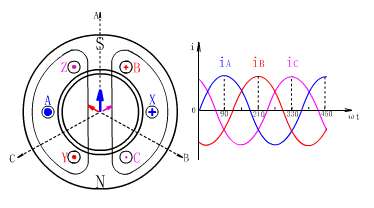 A
S
Z B
A X
Y C
N
C B
i
iA iB iC
0
90 210 330 450
ωt